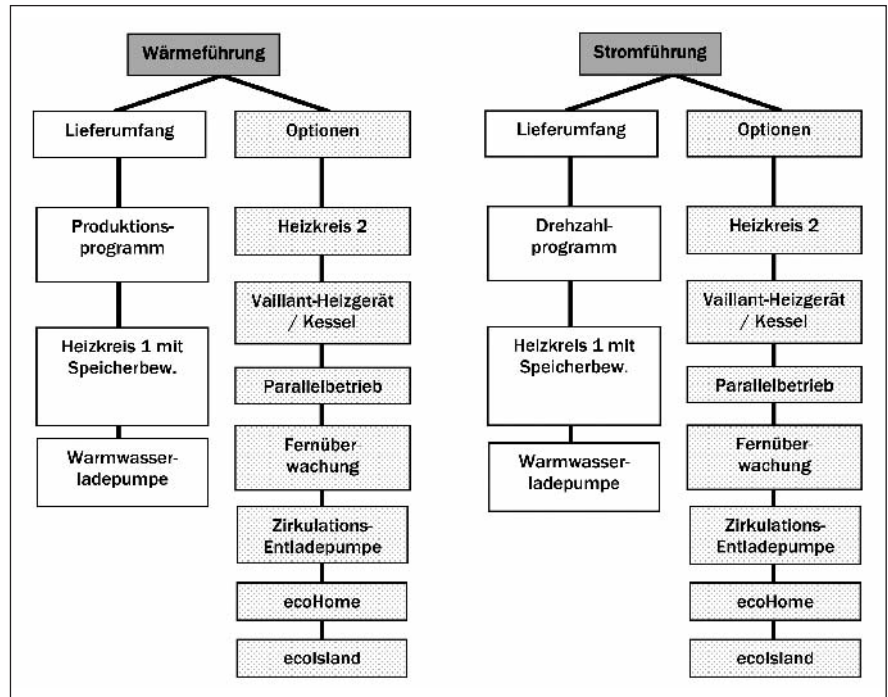 Wärmeführung
Lieferumfang
Optionen
Produktions-
programm
Heizkreis 1 mit
Speicherbew.
Warmwasser-
ladepumpe
Heizkreis 2
Vaillant-Heizgerät
/ Kessel
Parallelbetrieb
Fernüber-
wachung
Zirkulations-
Entladepumpe
ecoHome
ecoIsland
Stromführung
Lieferumfang
Optionen
Drehzahl-
programm
Heizkreis 1 mit
Speicherbew.
Warmwasser-
ladepumpe
Heizkreis 2
Vaillant-Heizgerät
/ Kessel
Parallelbetrieb
Fernüber-
wachung
Zirkulations-
Entladepumpe
ecoHome
ecoIsland